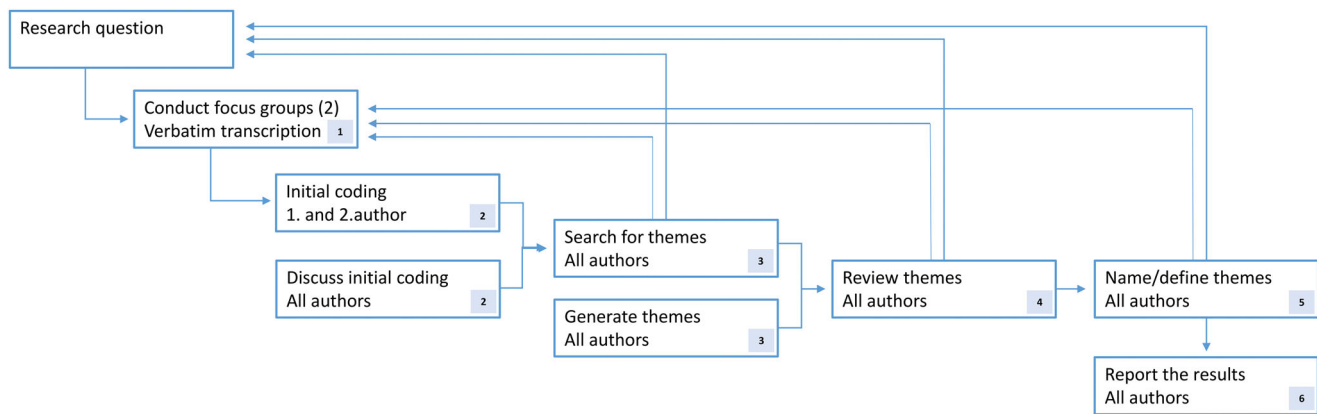 Research question
Conduct focus groups (2)
Verbatim transcription 1
Initial coding
1. and 2.author 2
Discuss initial coding
All authors 2
Search for themes
All authors 3
Generate themes
All authors 3
Review themes
All authors 4
Name/define themes
All authors 5
Report the results
All authors 6